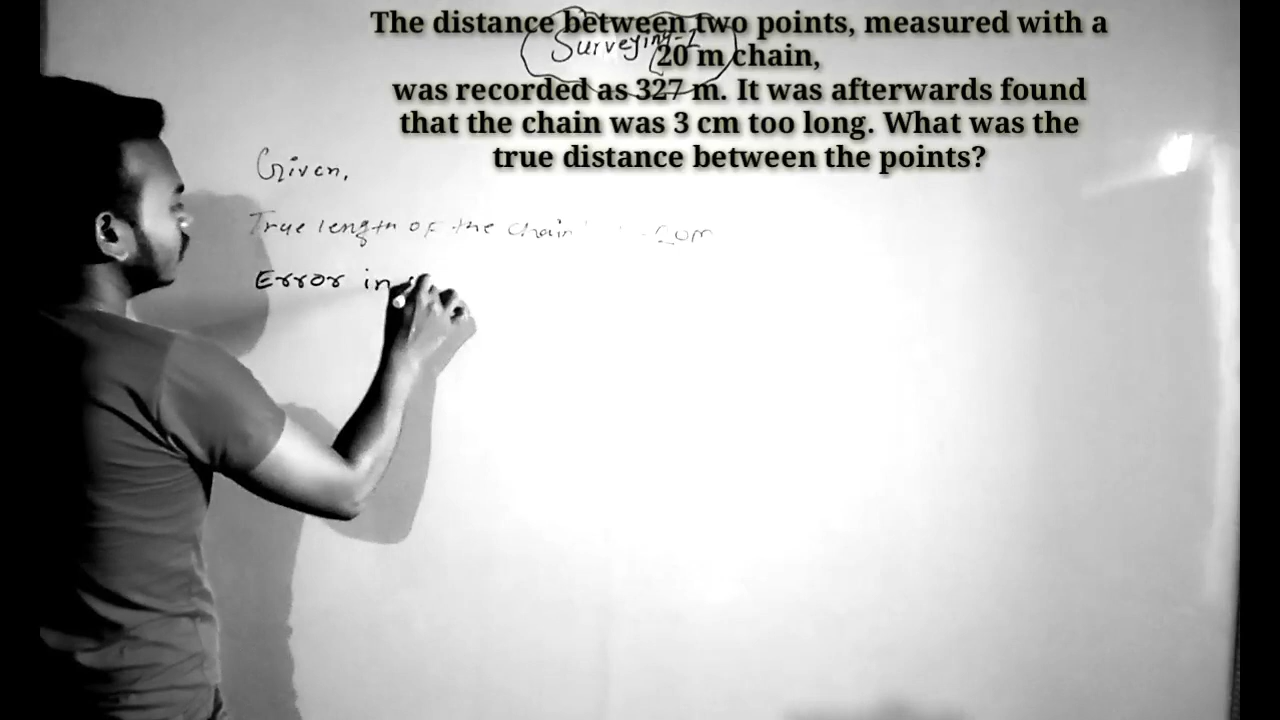 The distance between two points, measured with a
20 m chain,
was recorded as 327 m. It was afterwards found
that the chain was 3 cm too long. What was the
true distance between the points?
Surveying-I
Given,
True length of the chain 20m
Error in